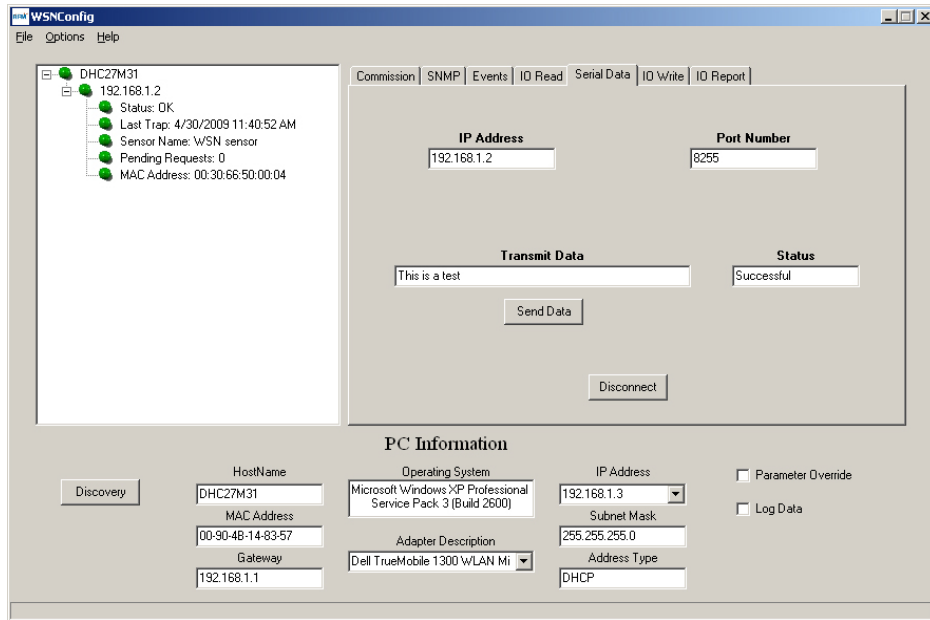 WSNConfig
File Options Help
DHC27M31
192.168.1.2
Status: OK
Last Trap: 4/30/2009 11:40:52 AM
Sensor Name: WSN sensor
Pending Requests: 0
MAC Address: 00:30:66:50:00:04
Commission SNMP Events IO Read Serial Data IO Write IO Report
IP Address Port Number
192.168.1.2 8255
Transmit Data Status
This is a test Successful
Send Data
Disconnect
PC Information
Discovery
HostName
DHC27M31
MAC Address
00-90-4B-14-83-57
Gateway
192.168.1.1
Operating System
Microsoft Windows XP Professional
Service Pack 3 (Build 2600)
Adapter Description
Dell TrueMobile 1300 WLAN Mi
IP Address
192.168.1.3
Subnet Mask
255.255.255.0
Address Type
DHCP
Parameter Override
Log Data